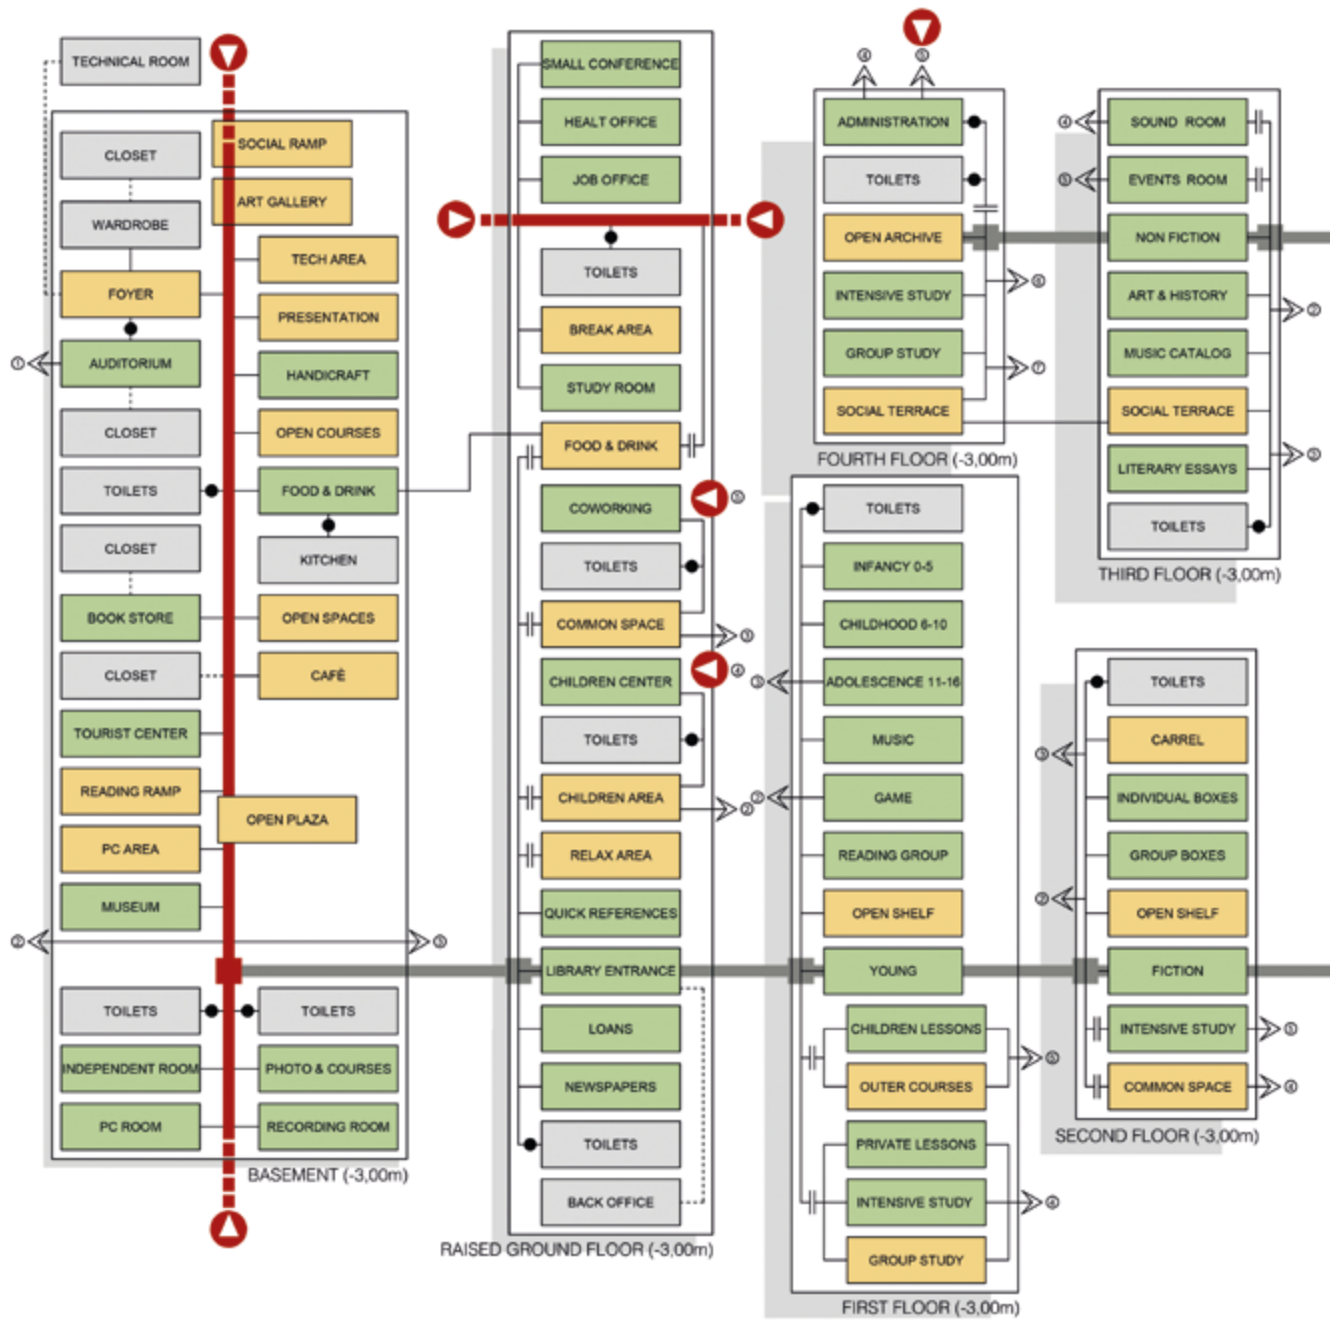 TECHNICAL ROOM
CLOSET
WARDROBE
FOYER
AUDITORIUM
CLOSET
TOILETS
CLOSET
BOOK STORE
CLOSET
TOURIST CENTER
READING RAMP
PC AREA
MUSEUM
TOILETS
INDEPENDENT ROOM
PC ROOM
SOCIAL RAMP
ART GALLERY
TECH AREA
PRESENTATION
HANDICRAFT
OPEN COURSES
FOOD & DRINK
KITCHEN
OPEN SPACES
CAFÈ
OPEN PLAZA
TOILETS
PHOTO & COURSES
RECORDING ROOM
BASEMENT (-3,00m)
SMALL CONFERENCE
HEALT OFFICE
JOB OFFICE
TOILETS
BREAK AREA
STUDY ROOM
FOOD & DRINK
COWORKING
TOILETS
COMMON SPACE
CHILDREN CENTER
TOILETS
CHILDREN AREA
RELAX AREA
QUICK REFERENCES
LIBRARY ENTRANCE
LOANS
NEWSPAPERS
TOILETS
BACK OFFICE
RAISED GROUND FLOOR (-3,00m)
ADMINISTRATION
TOILETS
OPEN ARCHIVE
INTENSIVE STUDY
GROUP STUDY
SOCIAL TERRACE
FOURTH FLOOR (-3,00m)
TOILETS
INFANCY 0-5
CHILDHOOD 6-10
ADOLESCENCE 11-16
MUSIC
GAME
READING GROUP
OPEN SHELF
YOUNG
CHILDREN LESSONS
OUTER COURSES
PRIVATE LESSONS
INTENSIVE STUDY
GROUP STUDY
FIRST FLOOR (-3,00m)
SOUND ROOM
EVENTS ROOM
NON FICTION
ART & HISTORY
MUSIC CATALOG
SOCIAL TERRACE
LITERARY ESSAYS
TOILETS
THIRD FLOOR (-3,00m)
TOILETS
CARREL
INDIVIDUAL BOXES
GROUP BOXES
OPEN SHELF
FICTION
INTENSIVE STUDY
COMMON SPACE
SECOND FLOOR (-3,00m)